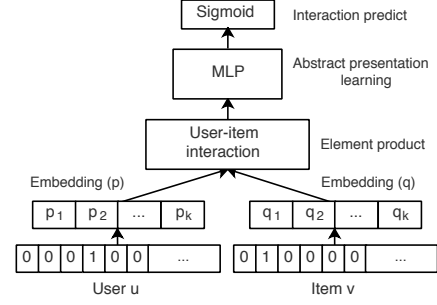 Sigmoid
Interaction predict
MLP
Abstract presentation
learning
User-item
interaction
Element product
Embedding (p)
Embedding (q)
p1 p2 ... pk
q1 q2 ... qk
0 0 0 1 0 0 ...
0 1 0 0 0 0 ...
User u
Item v